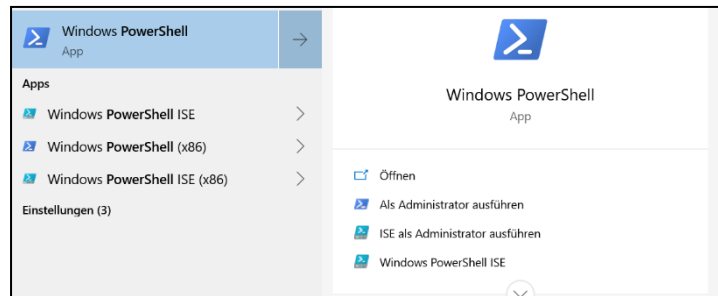 Windows PowerShell
App
Apps
Windows PowerShell ISE
Windows PowerShell (x86)
Windows PowerShell ISE (x86)
Einstellungen (3)
Windows PowerShell
App
Öffnen
Als Administrator ausführen
ISE als Administrator ausführen
Windows PowerShell ISE